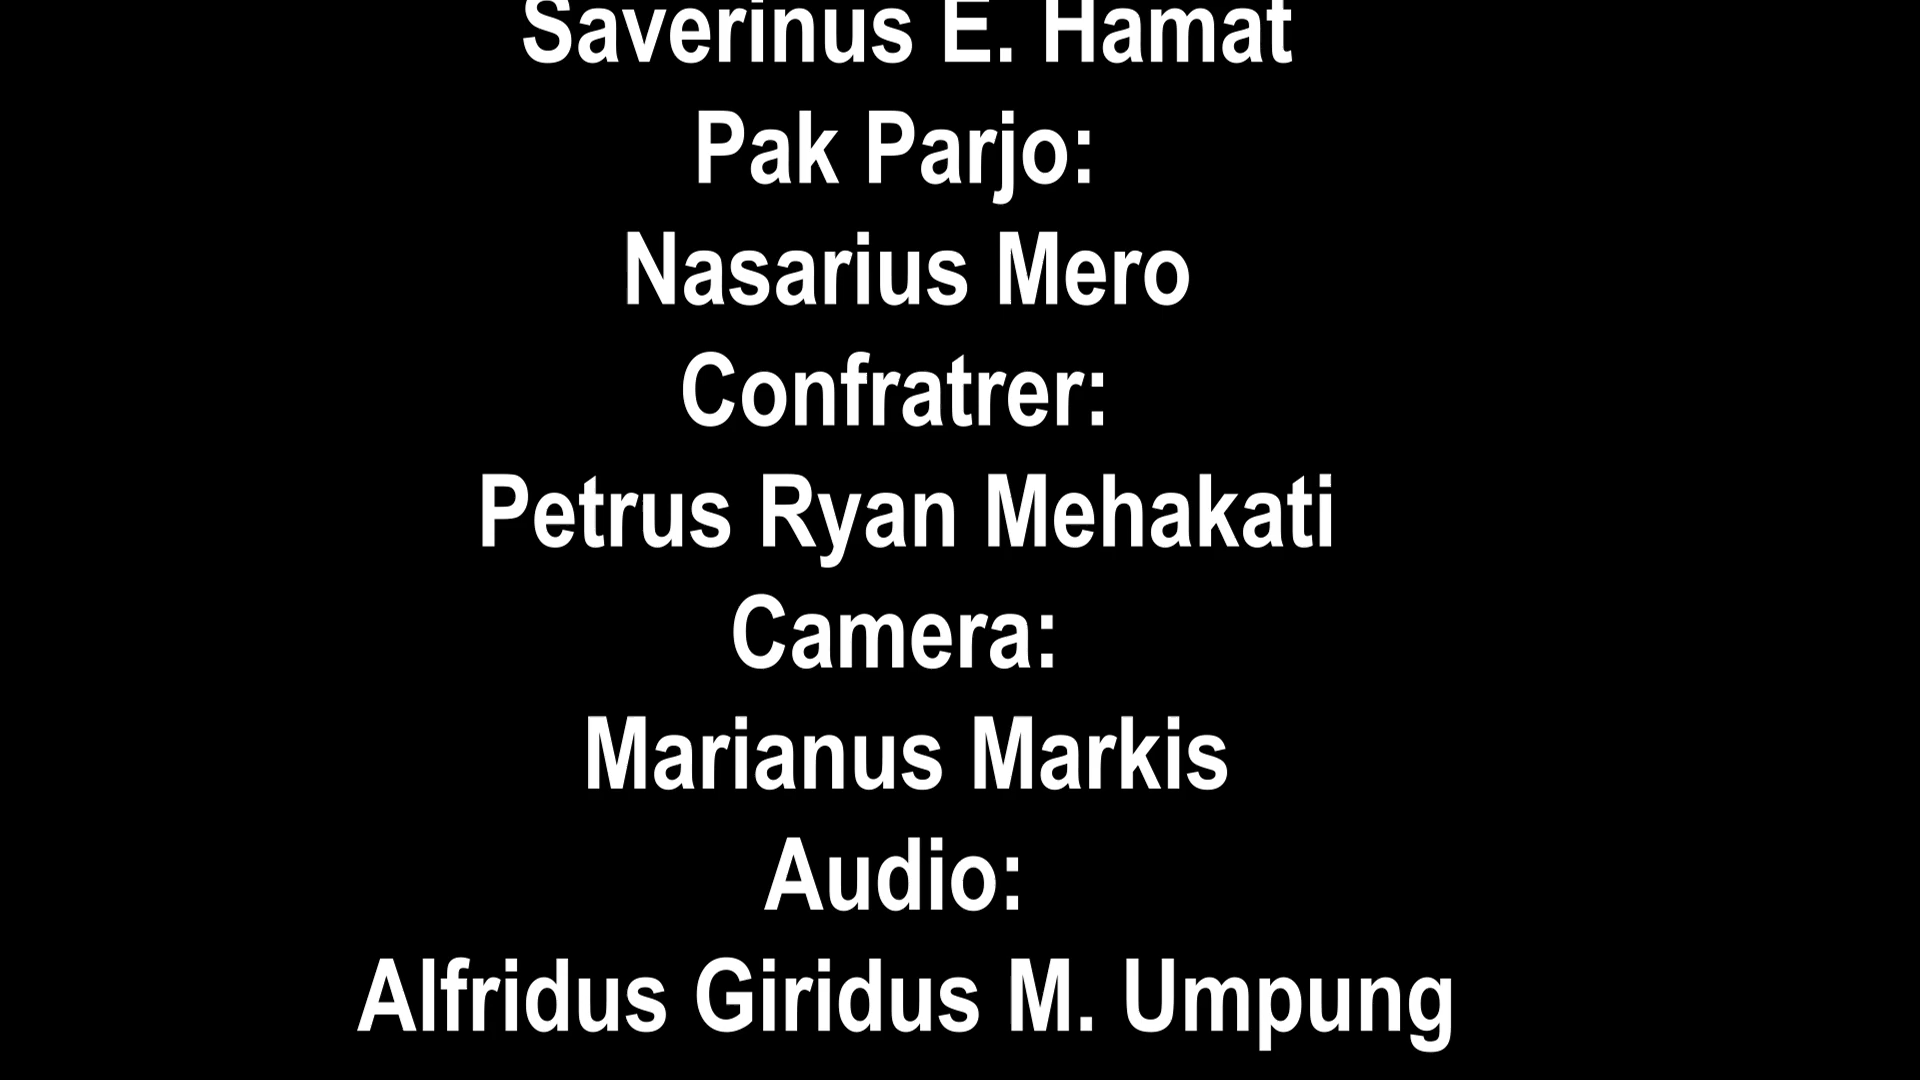 Saverinus E. Hamat
Pak Parjo:
Nasarius Mero
Confratrer:
Petrus Ryan Mehakati
Camera:
Marianus Markis
Audio:
Alfridus Giridus M. Umpung